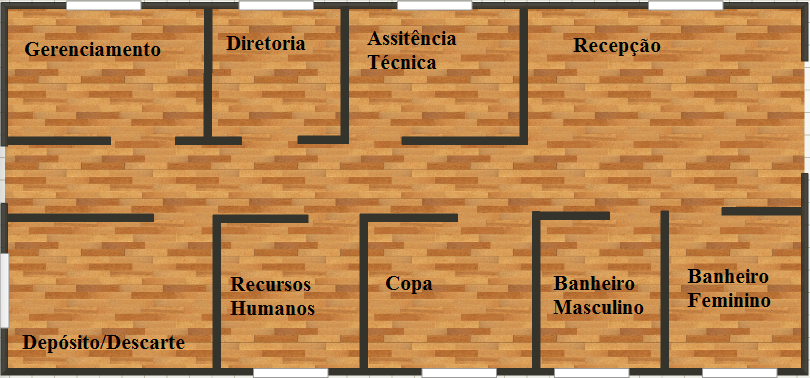 Gerenciamento
Diretoria
Assitência
Técnica
Recepção
Depósito/Descarte
Recursos
Humanos
Copa
Banheiro
Masculino
Banheiro
Feminino